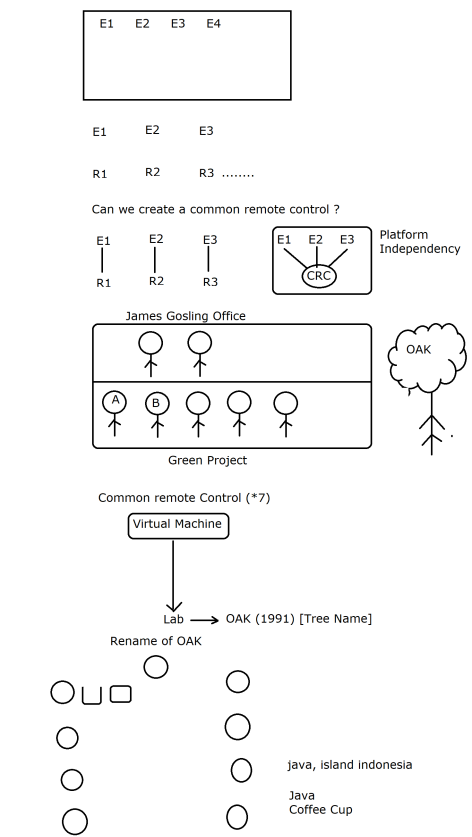 E1 E2 E3 E4
E1 E2 E3
R1 R2 R3 ........
Can we create a common remote control ?
E1 E2 E3
R1 R2 R3
E1 E2 E3
CRC
Platform
Independency
James Gosling Office
A B
OAK
Green Project
Common remote Control (*7)
Virtual Machine
Lab OAK (1991) [Tree Name]
Rename of OAK
java, island indonesia
Java
Coffee Cup